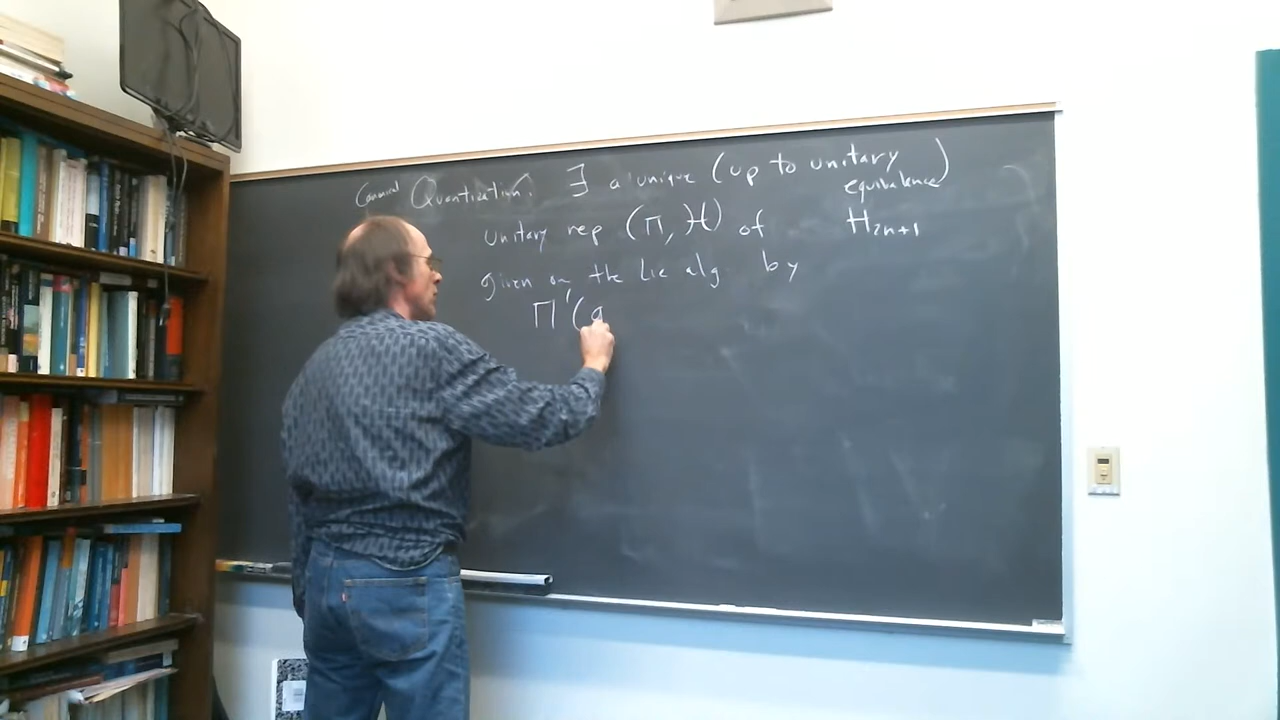 Canonical Quantization. ∃ a unique (up to unitary equivalence)
unitary rep (Π, H) of H2n+1
given on the Lie alg. by
Π'(q